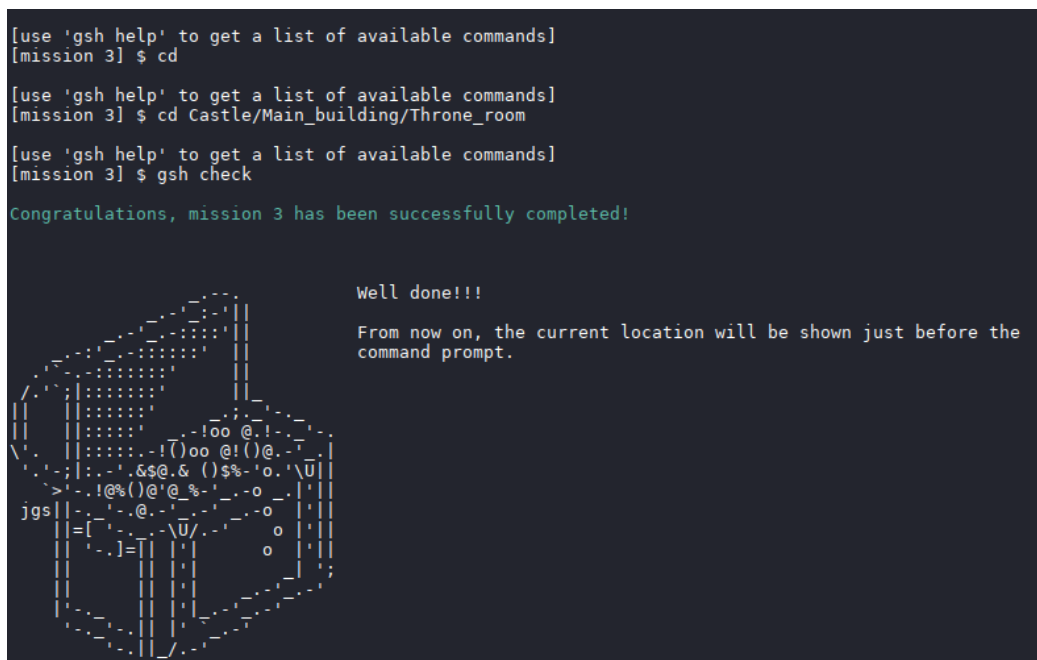 [use 'gsh help' to get a list of available commands]
[mission 3] $ cd
[use 'gsh help' to get a list of available commands]
[mission 3] $ cd Castle/Main_building/Throne_room
[use 'gsh help' to get a list of available commands]
[mission 3] $ gsh check
Congratulations, mission 3 has been successfully completed!
Well done!!!
From now on, the current location will be shown just before the
command prompt.
jgs